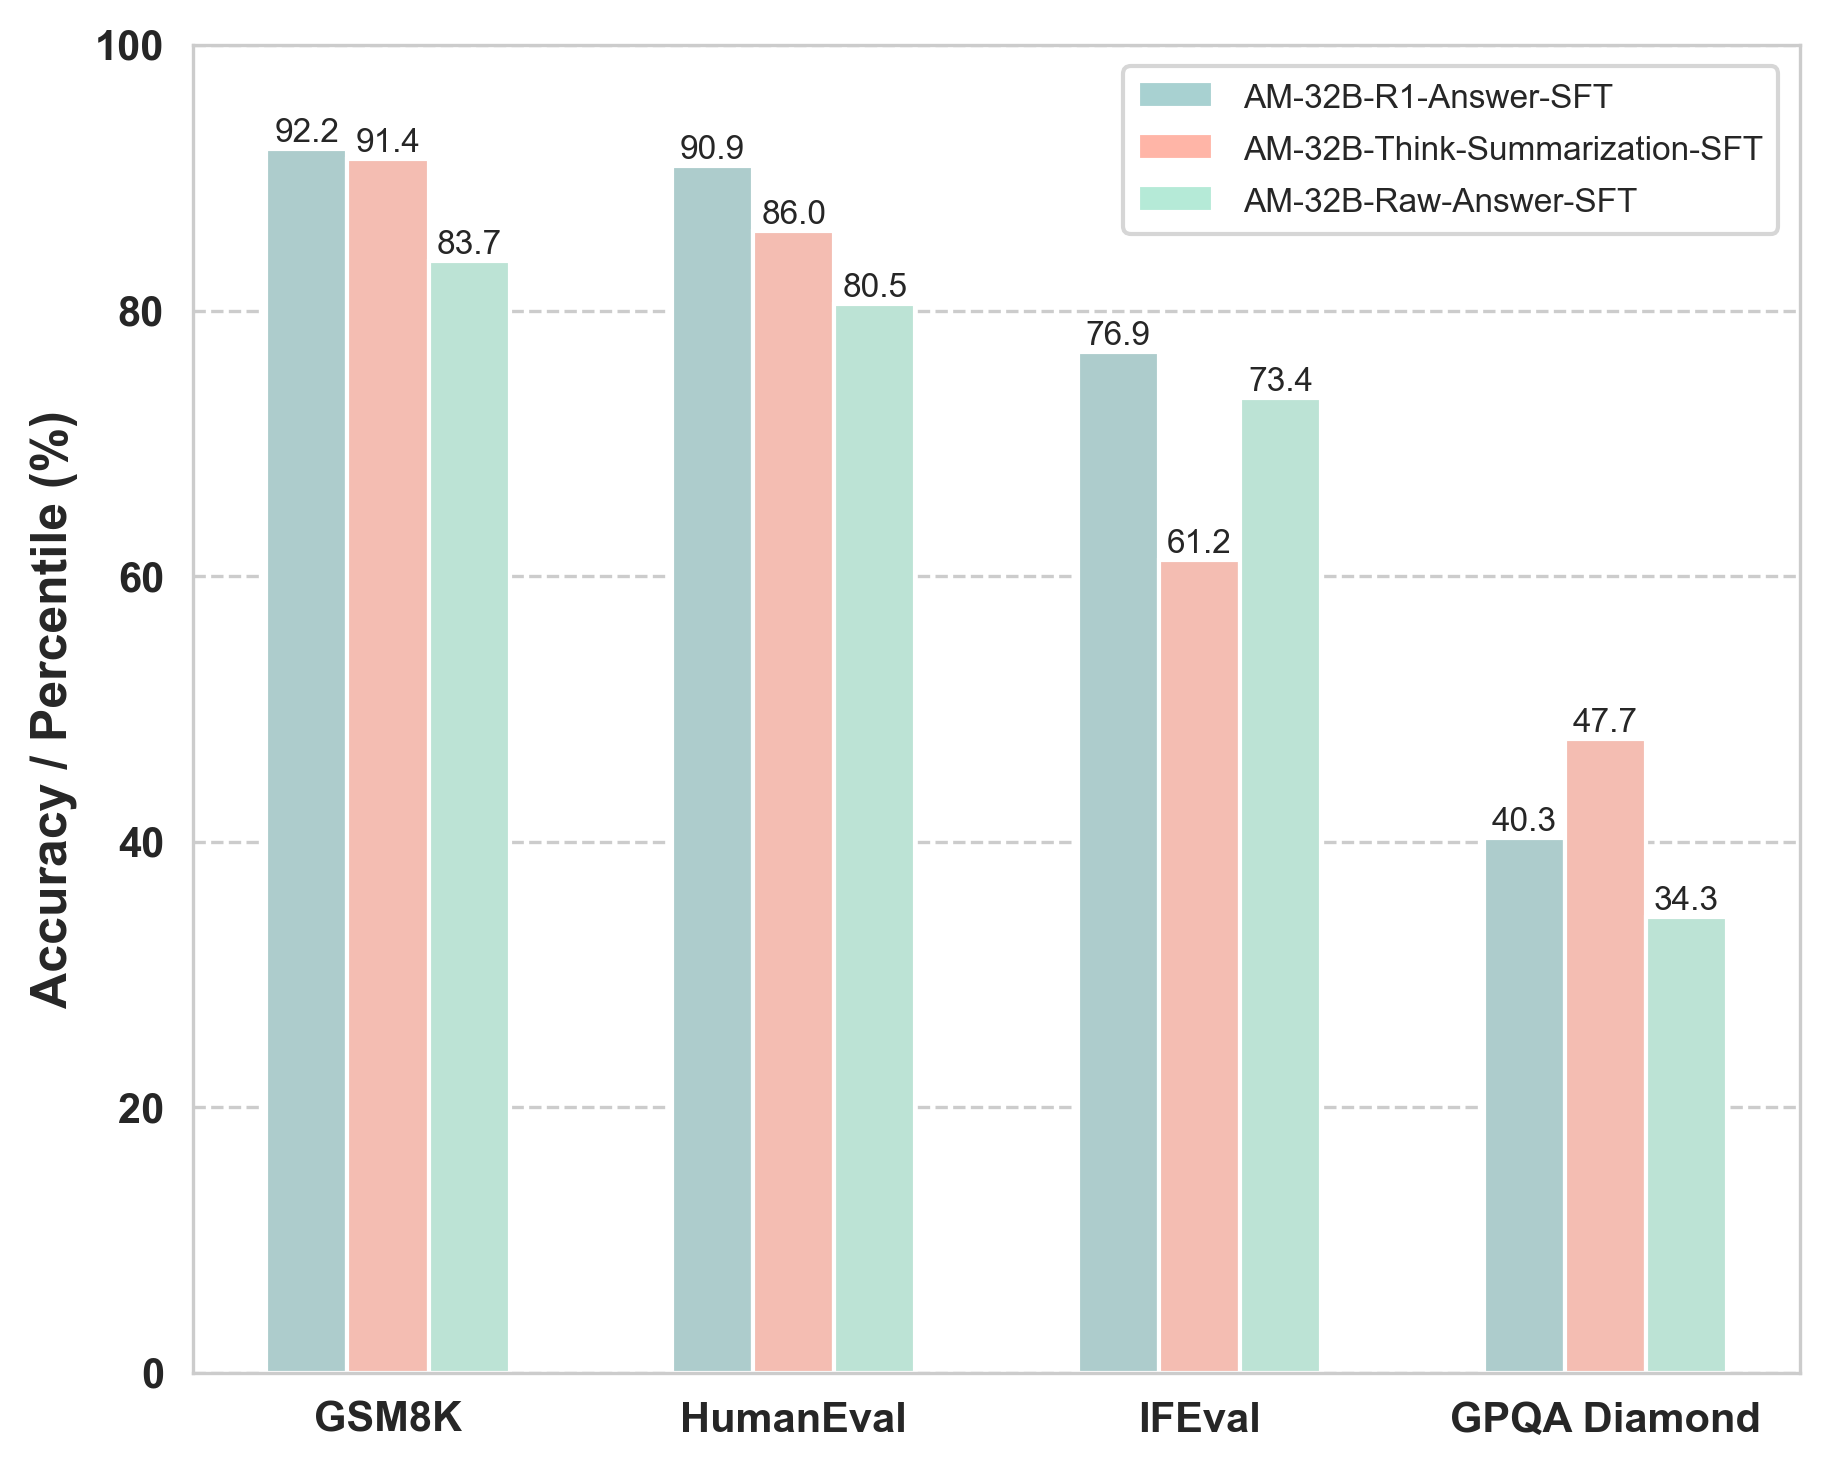 Accuracy / Percentile (%)
100
80
60
40
20
0
AM-32B-R1-Answer-SFT
AM-32B-Think-Summarization-SFT
AM-32B-Raw-Answer-SFT
92.2
91.4
83.7
90.9
86.0
80.5
76.9
61.2
73.4
40.3
47.7
34.3
GSM8K
HumanEval
IFEval
GPQA Diamond